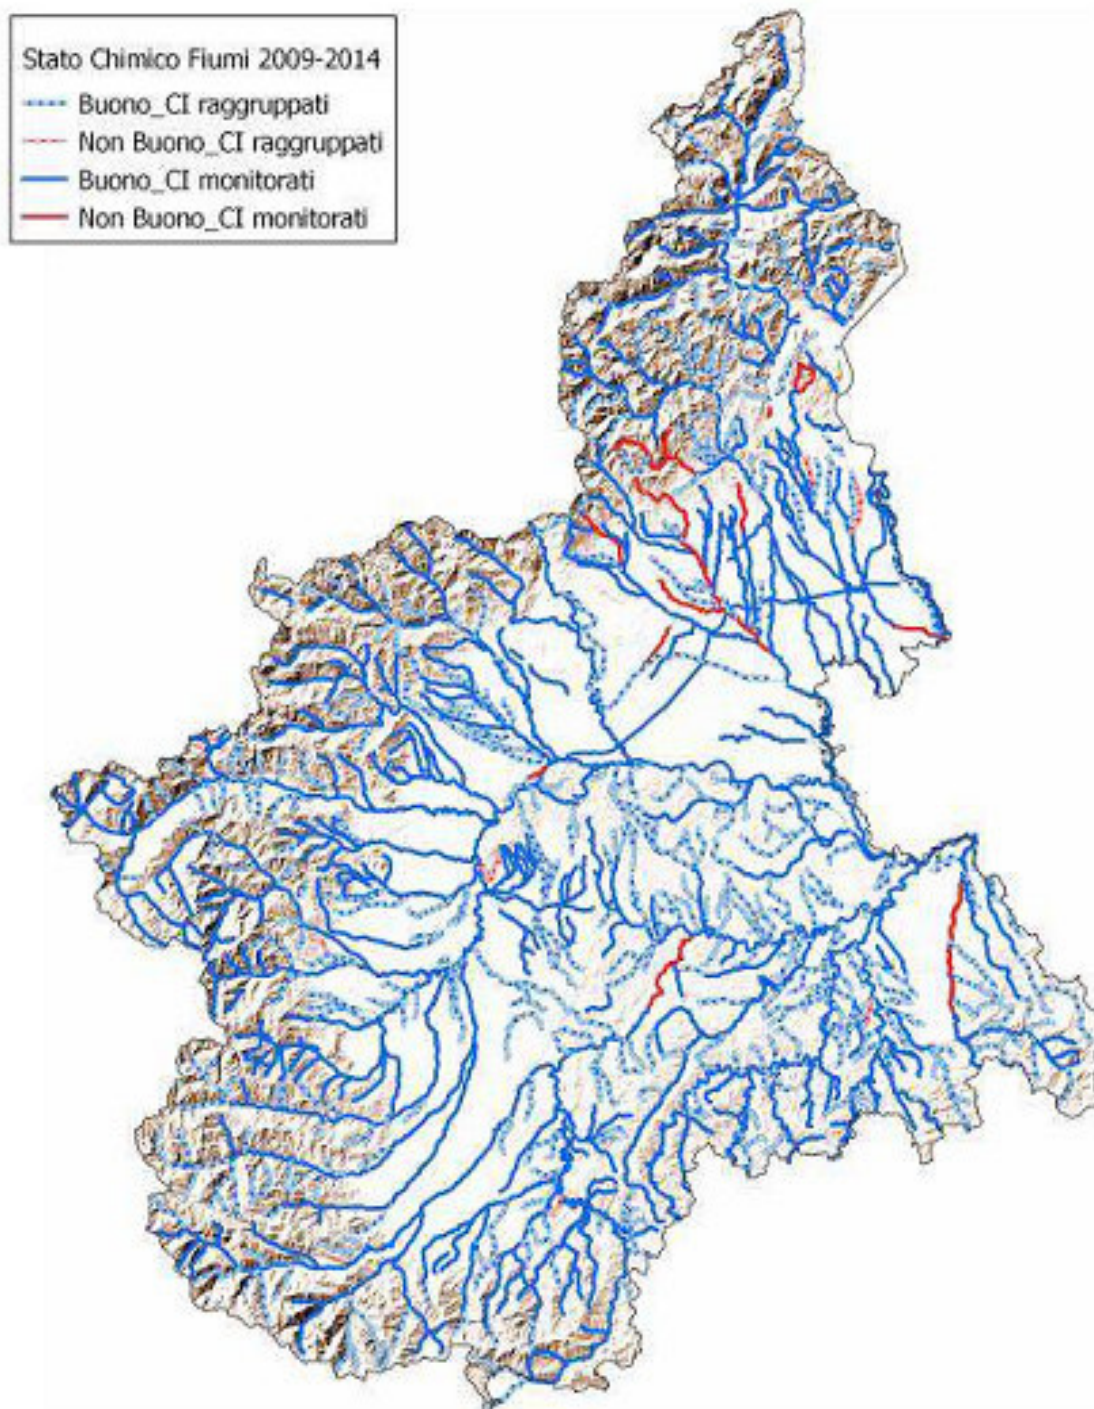 Stato Chimico Fiumi 2009-2014
Buono_CI raggruppati
Non Buono_CI raggruppati
Buono_CI monitorati
Non Buono_CI monitorati